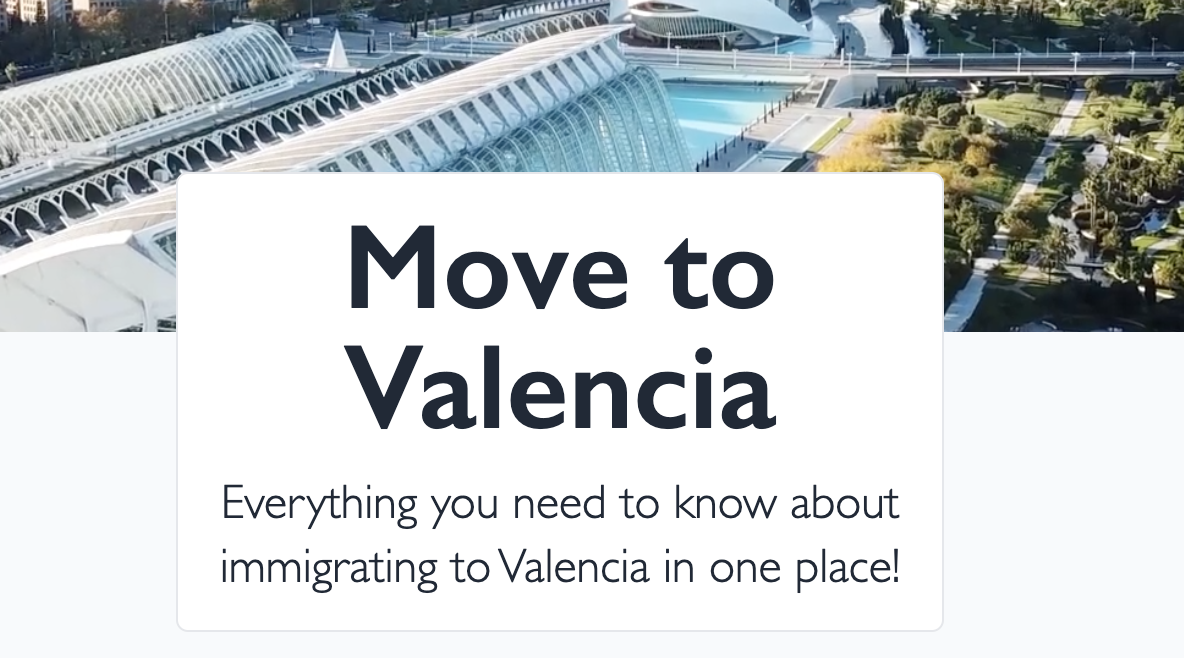 Move to
Valencia
Everything you need to know about
immigrating to Valencia in one place!